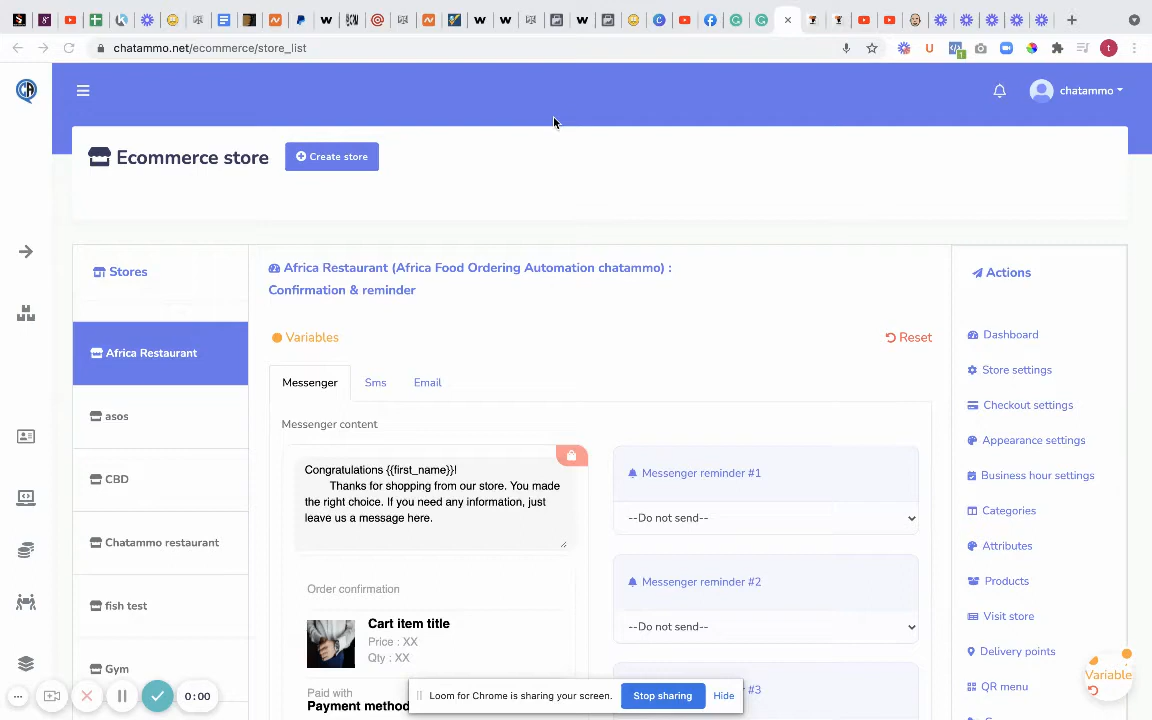 chatammo.net/ecommerce/store_list
1
t
CA
chatammo
Ecommerce store
Create store
Stores
Africa Restaurant
asos
CBD
Chatammo restaurant
fish test
Gym
Africa Restaurant (Africa Food Ordering Automation chatammo) :
Confirmation & reminder
Variables
Reset
Messenger
Sms
Email
Messenger content
Congratulations {{first_name}}!
Thanks for shopping from our store. You made
the right choice. If you need any information, just
leave us a message here.
Order confirmation
Cart item title
Price : XX
Qty : XX
Paid with
Payment method
Messenger reminder #1
--Do not send--
Messenger reminder #2
--Do not send--
#3
Actions
Dashboard
Store settings
Checkout settings
Appearance settings
Business hour settings
Categories
Attributes
Products
Visit store
Delivery points
QR menu
Variable
0:00
Loom for Chrome is sharing your screen.
Stop sharing
Hide